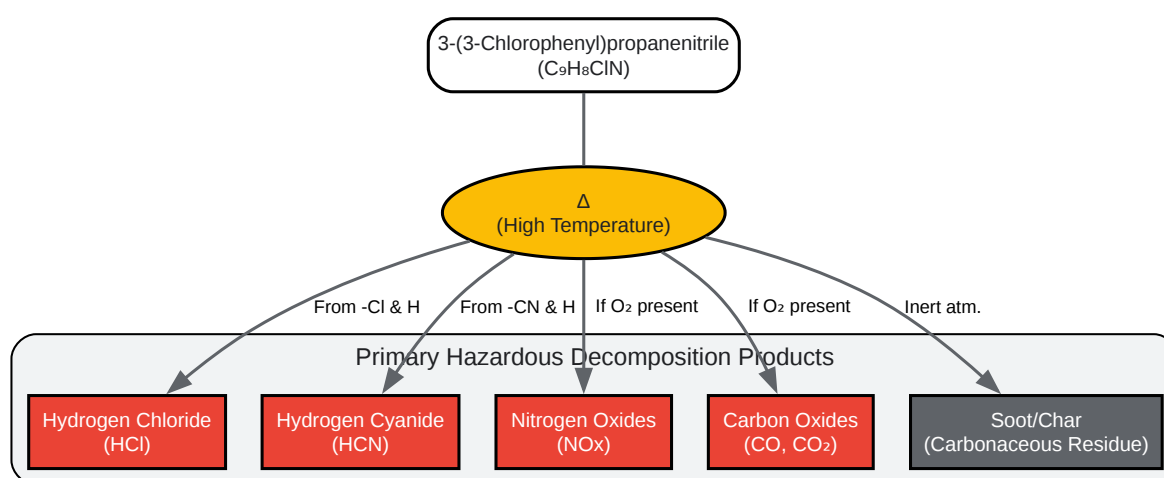 3-(3-Chlorophenyl)propanenitrile
(C₉H₈ClN)
Δ
(High Temperature)
From -Cl & H
From -CN & H
If O₂ present
If O₂ present
Inert atm.
Primary Hazardous Decomposition Products
Hydrogen Chloride
(HCl)
Hydrogen Cyanide
(HCN)
Nitrogen Oxides
(NOx)
Carbon Oxides
(CO, CO₂)
Soot/Char
(Carbonaceous Residue)